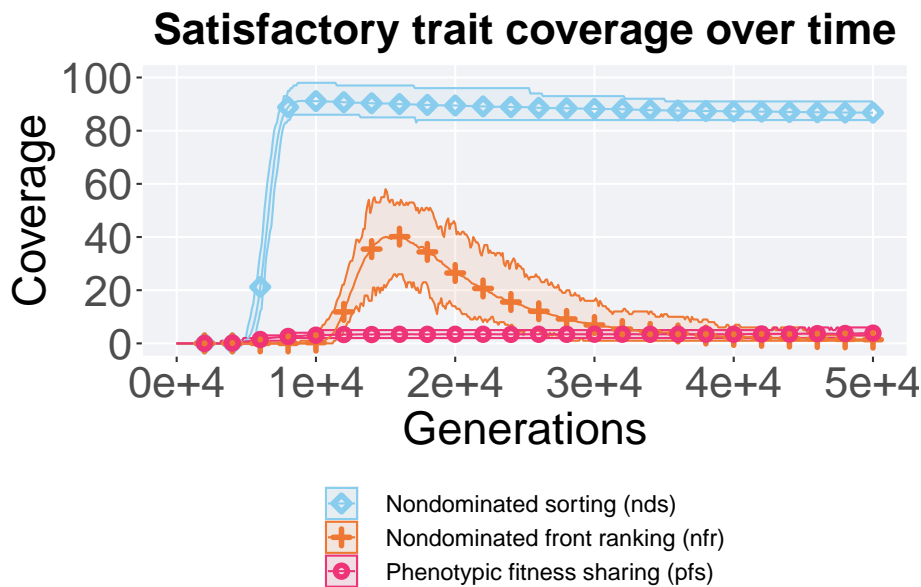 Satisfactory trait coverage over time
100
80
60
40
20
0
Coverage
0e+4 1e+4 2e+4 3e+4 4e+4 5e+4
Generations
Nondominated sorting (nds)
Nondominated front ranking (nfr)
Phenotypic fitness sharing (pfs)